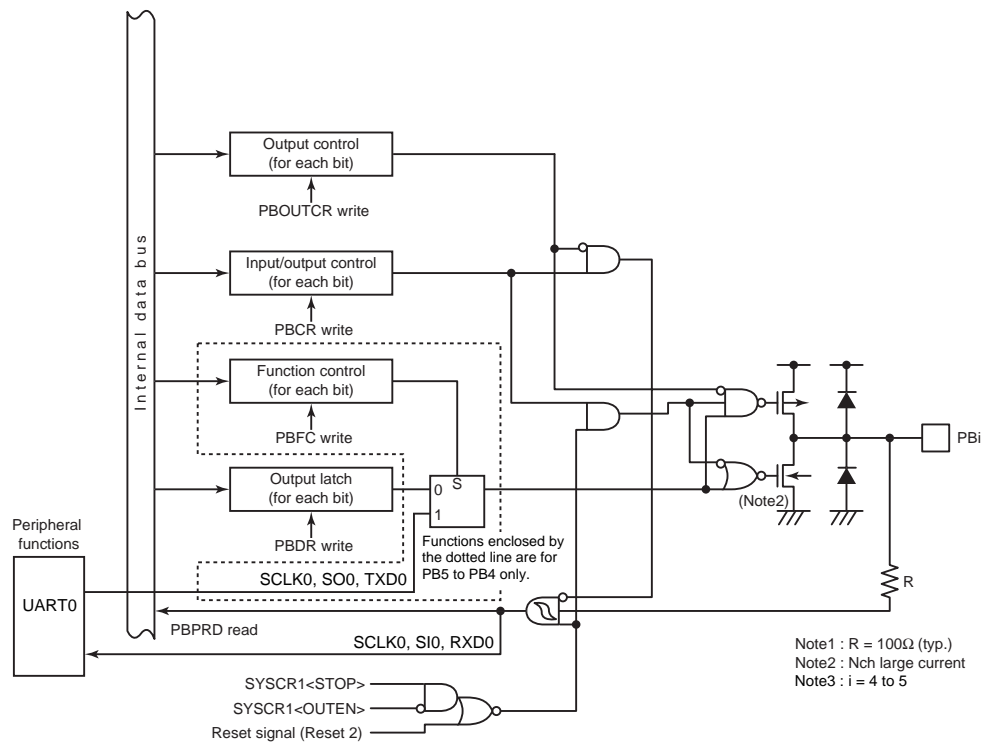 Output control
(for each bit)
PBOUTCR write
Internal data bus
Input/output control
(for each bit)
PBCR write
Function control
(for each bit)
PBFC write
Output latch
(for each bit)
PBDR write
S
0
1
Functions enclosed by
the dotted line are for
PB5 to PB4 only.
PBi
(Note2)
R
Peripheral
functions
UART0
SCLK0, SO0, TXD0
PBPRD read
SCLK0, SI0, RXD0
SYSCR1<STOP>
SYSCR1<OUTEN>
Reset signal (Reset 2)
Note1 : R = 100Ω (typ.)
Note2 : Nch large current
Note3 : i = 4 to 5